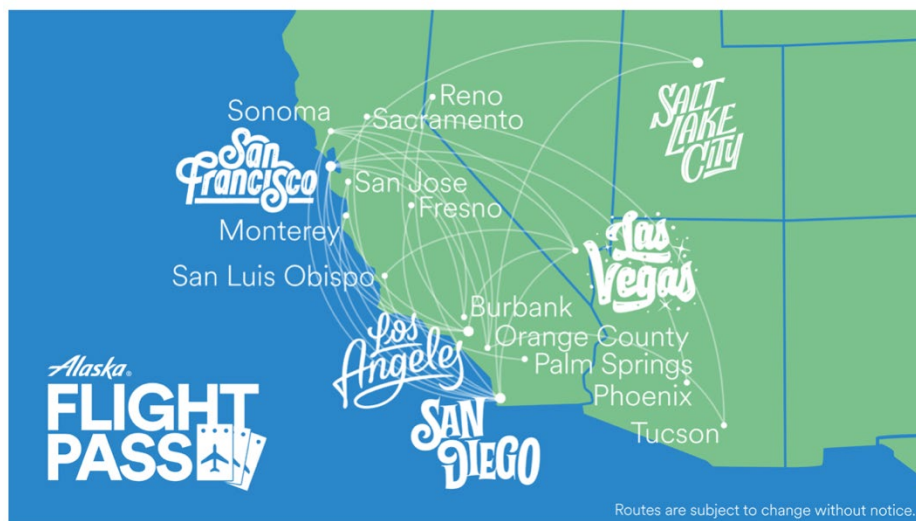 Reno
Sonoma
Sacramento
San
Francisco
San Jose
Fresno
Monterey
San Luis Obispo
Salt
Lake
City
Las
Vegas
Burbank
Los
Angeles
Orange County
Palm Springs
Phoenix
Tucson
San
Diego
Alaska®
FLIGHT
PASS
Routes are subject to change without notice.